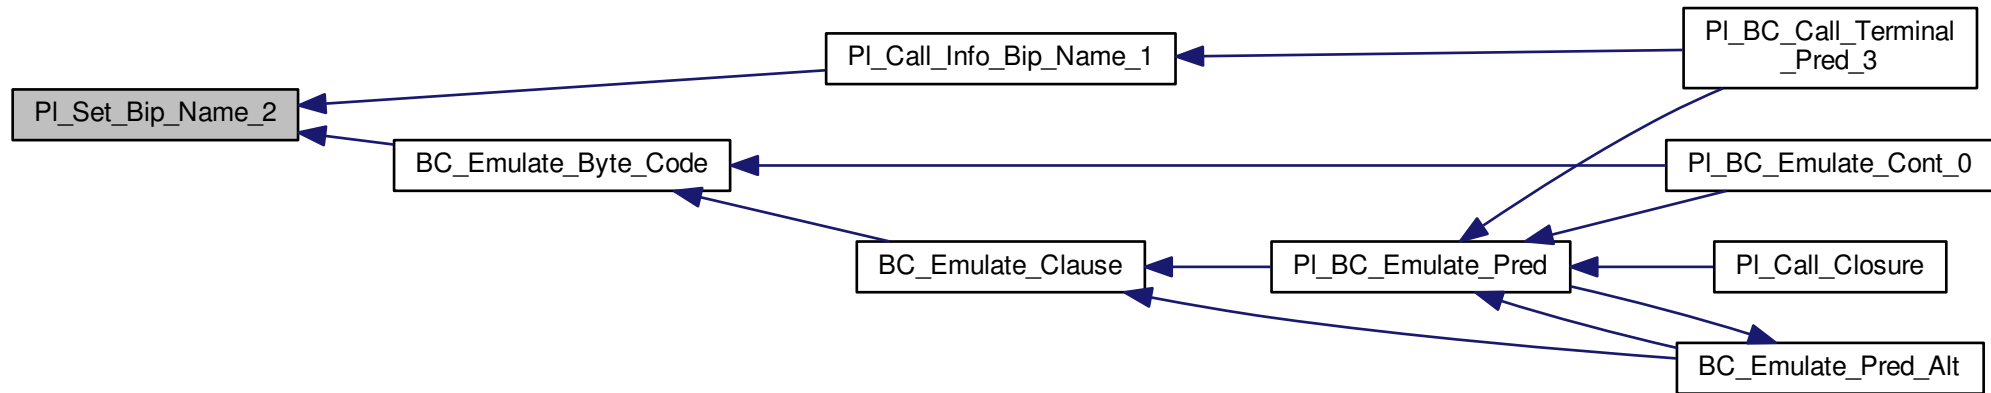 Pl_Set_Bip_Name_2
Pl_Call_Info_Bip_Name_1
Pl_BC_Call_Terminal
_Pred_3
BC_Emulate_Byte_Code
Pl_BC_Emulate_Cont_0
BC_Emulate_Clause
Pl_BC_Emulate_Pred
Pl_Call_Closure
BC_Emulate_Pred_Alt